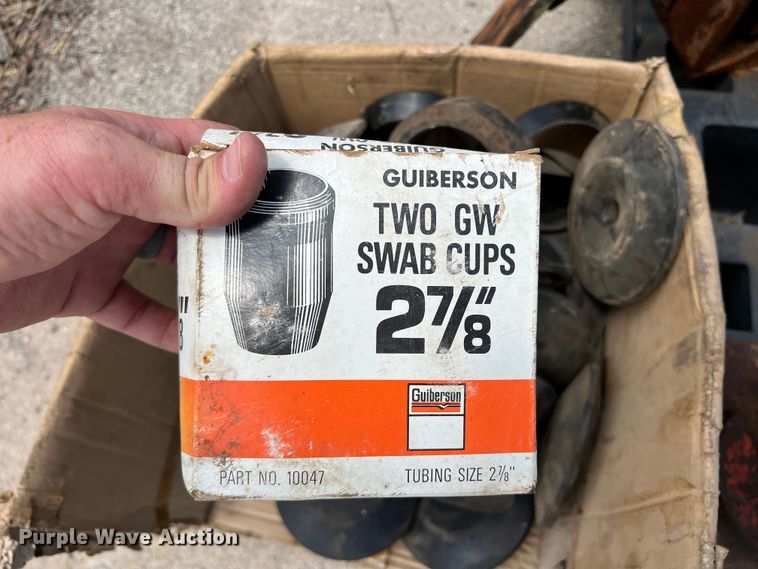 GUIBERSON
GUIBERSON
TWO GW
SWAB CUPS
2⅞"
Guiberson
PART NO. 10047
TUBING SIZE 2⅞"
Purple Wave Auction